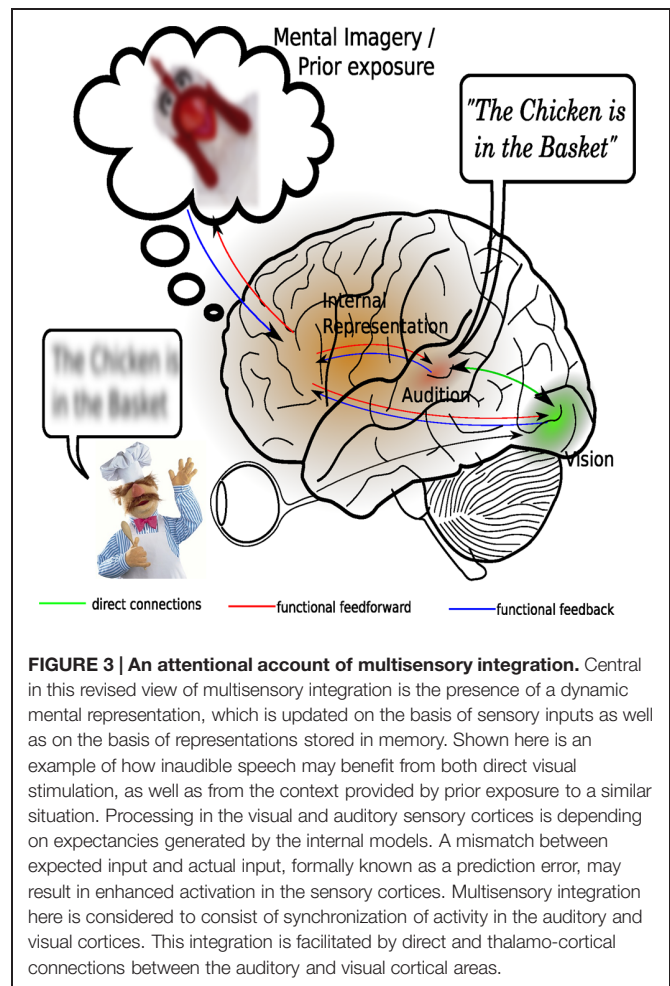 Mental Imagery /
Prior exposure
"The Chicken is
in the Basket"
Internal
Representation
Audition
The Chicken is
in the Basket
Vision
direct connections
functional feedforward
functional feedback
FIGURE 3 | An attentional account of multisensory integration. Central
in this revised view of multisensory integration is the presence of a dynamic
mental representation, which is updated on the basis of sensory inputs as well
as on the basis of representations stored in memory. Shown here is an
example of how inaudible speech may benefit from both direct visual
stimulation, as well as from the context provided by prior exposure to a similar
situation. Processing in the visual and auditory sensory cortices is depending
on expectancies generated by the internal models. A mismatch between
expected input and actual input, formally known as a prediction error, may
result in enhanced activation in the sensory cortices. Multisensory integration
here is considered to consist of synchronization of activity in the auditory and
visual cortices. This integration is facilitated by direct and thalamo-cortical
connections between the auditory and visual cortical areas.